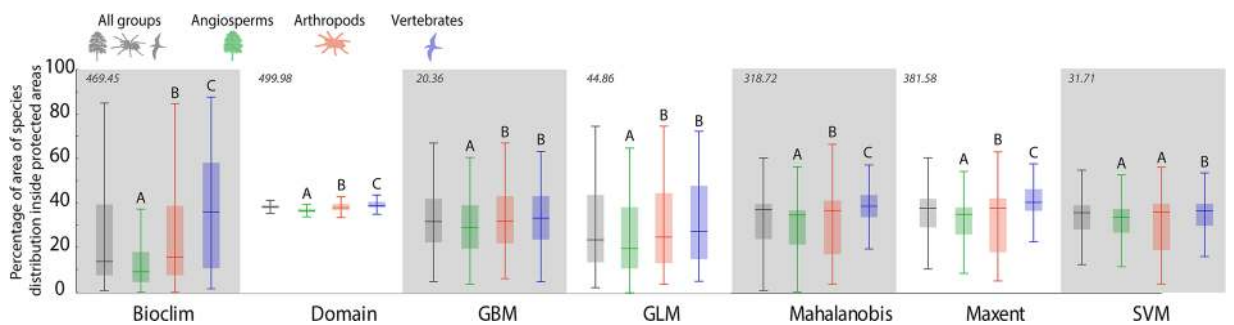 All groups Angiosperms Arthropods Vertebrates
Percentage of area of species
distribution inside protected areas
100
80
60
40
20
0
469.45
499.98
20.36
44.86
318.72
381.58
31.71
A B C
A B C
A B B
A B B
A B C
A B C
A A B
Bioclim Domain GBM GLM Mahalanobis Maxent SVM